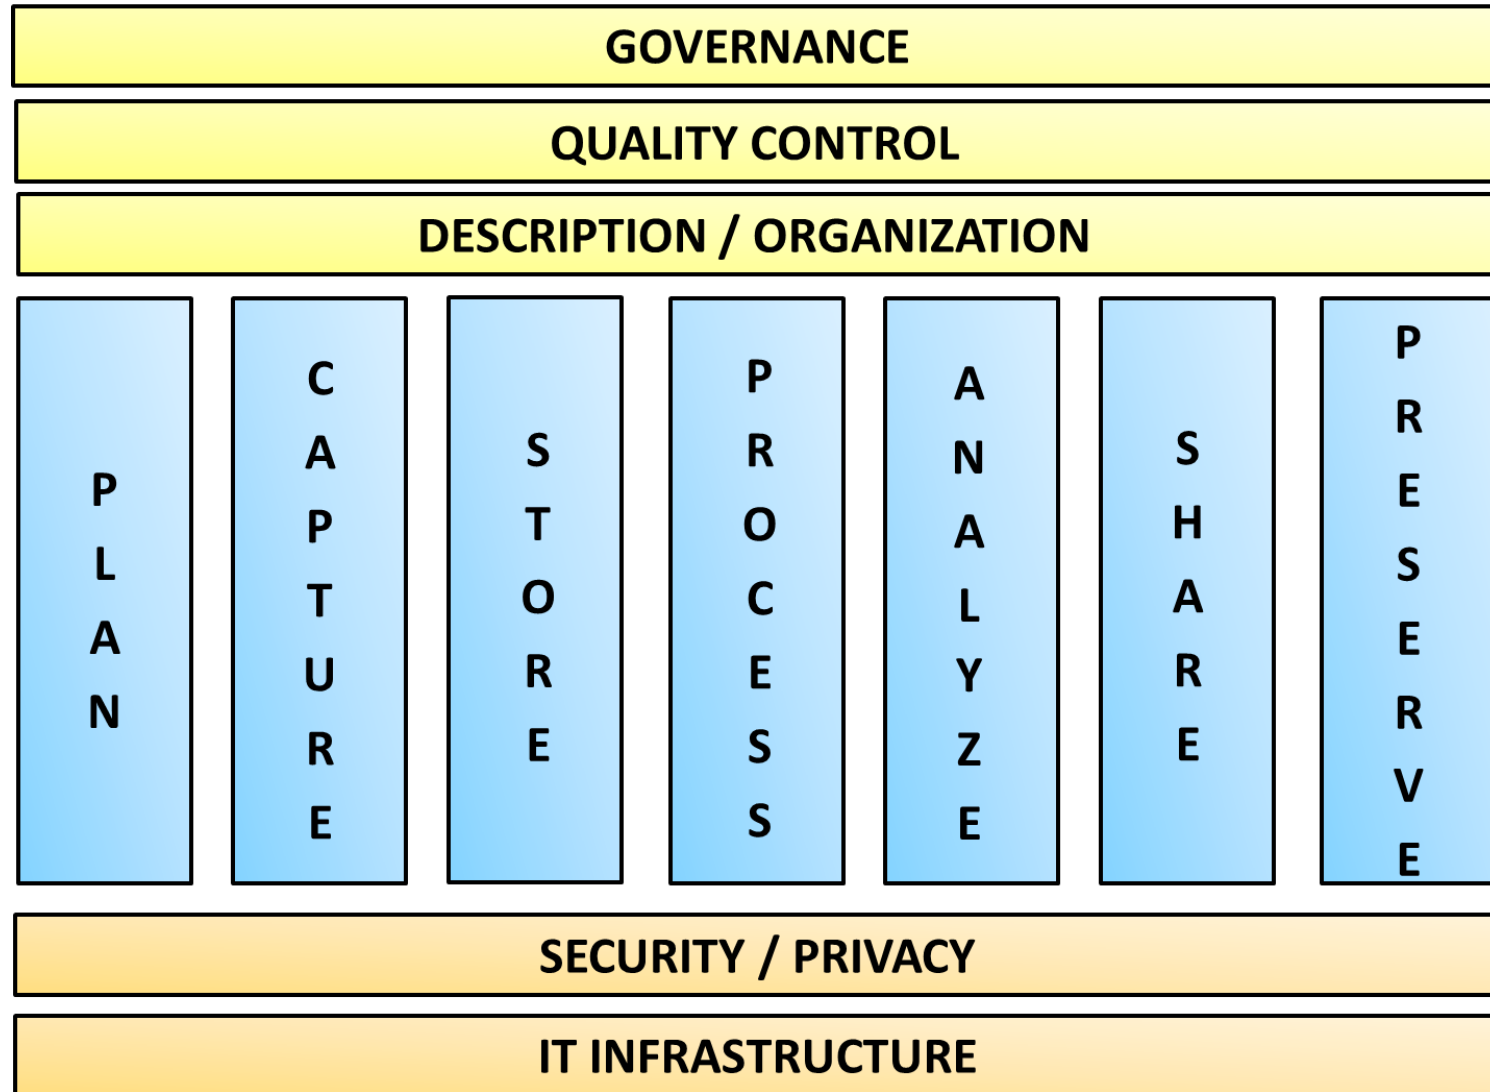 GOVERNANCE
QUALITY CONTROL
DESCRIPTION / ORGANIZATION
PLAN
CAPTURE
STORE
PROCESS
ANALYZE
SHARE
PRESERVE
SECURITY / PRIVACY
IT INFRASTRUCTURE